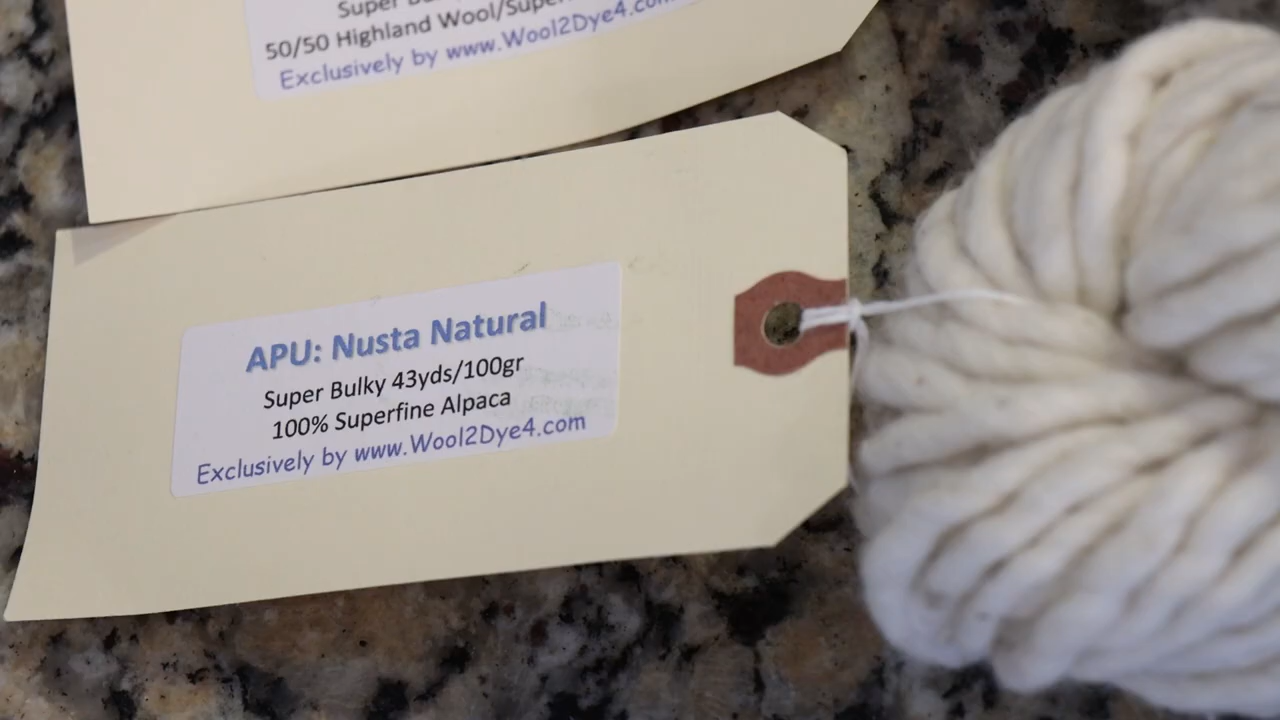 Super
50/50 Highland Wool/Super
Exclusively by www.Wool2Dye4.com
APU: Nusta Natural
Super Bulky 43yds/100gr
100% Superfine Alpaca
Exclusively by www.Wool2Dye4.com